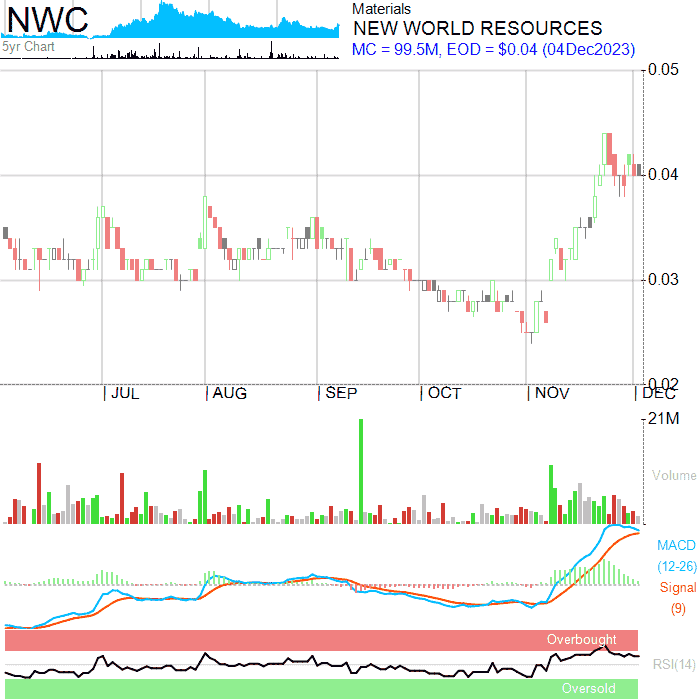 NWC
5yr Chart
Materials
NEW WORLD RESOURCES
MC = 99.5M, EOD = $0.04 (04Dec2023)
0.05
0.04
0.03
0.02
JUL AUG SEP OCT NOV DEC
21M
Volume
MACD
(12-26)
Signal
(9)
Overbought
RSI(14)
Oversold